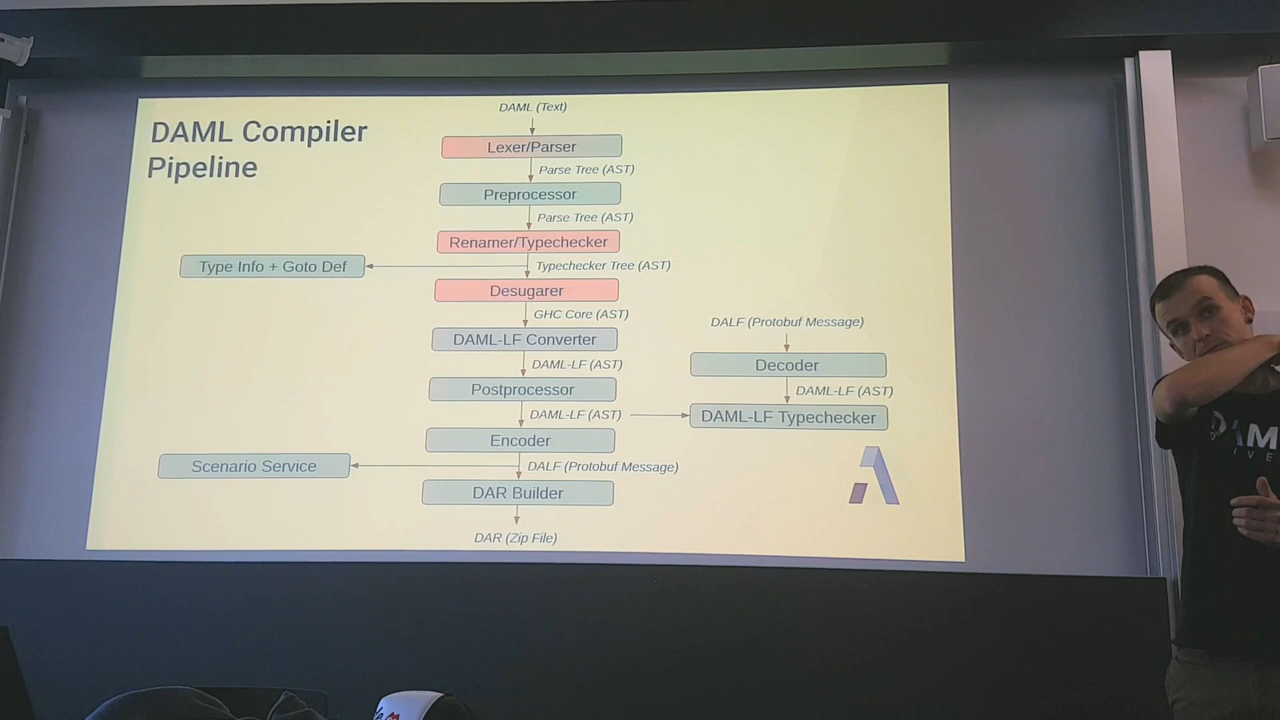 DAML Compiler
Pipeline
DAML (Text)
Lexer/Parser
Parse Tree (AST)
Preprocessor
Parse Tree (AST)
Renamer/Typechecker
Type Info + Goto Def
Typechecker Tree (AST)
Desugarer
GHC Core (AST)
DALF (Protobuf Message)
DAML-LF Converter
Decoder
DAML-LF (AST)
DAML-LF (AST)
Postprocessor
DAML-LF (AST)
DAML-LF Typechecker
Encoder
Scenario Service
DALF (Protobuf Message)
DAR Builder
DAR (Zip File)